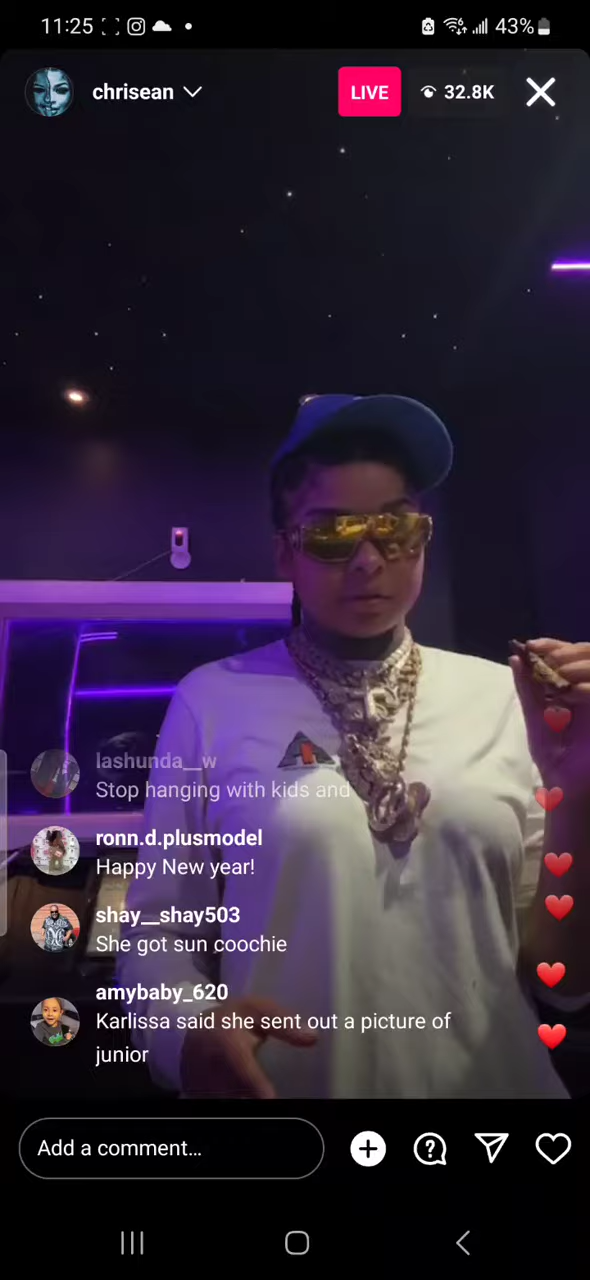 11:25
43%
chrisean
LIVE
32.8K
lashunda__w
Stop hanging with kids and
ronn.d.plusmodel
Happy New year!
shay__shay503
She got sun coochie
amybaby_620
Karlissa said she sent out a picture of
junior
Add a comment...